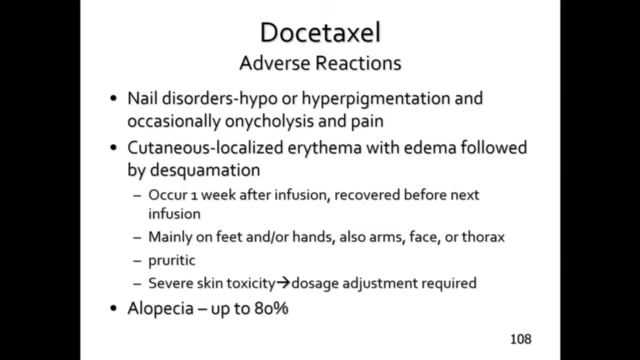 Docetaxel
Adverse Reactions
• Nail disorders-hypo or hyperpigmentation and
occasionally onycholysis and pain
• Cutaneous-localized erythema with edema followed
by desquamation
– Occur 1 week after infusion, recovered before next
infusion
– Mainly on feet and/or hands, also arms, face, or thorax
– pruritic
– Severe skin toxicity→dosage adjustment required
• Alopecia – up to 80%
108